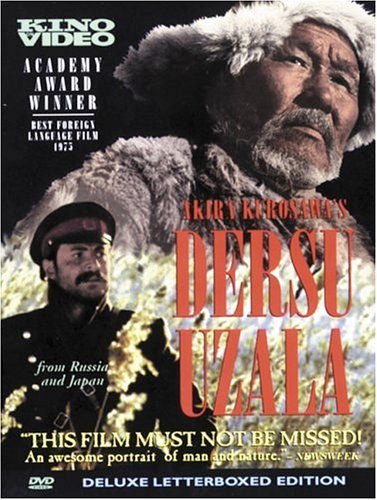 KINO
VIDEO
ACADEMY
AWARD
WINNER
BEST FOREIGN
LANGUAGE FILM
1975
AKIRA KUROSAWA'S
DERSU
UZALA
from Russia
and Japan
"THIS FILM MUST NOT BE MISSED!
An awesome portrait of man and nature." – NEWSWEEK
DVD
VIDEO
DELUXE LETTERBOXED EDITION